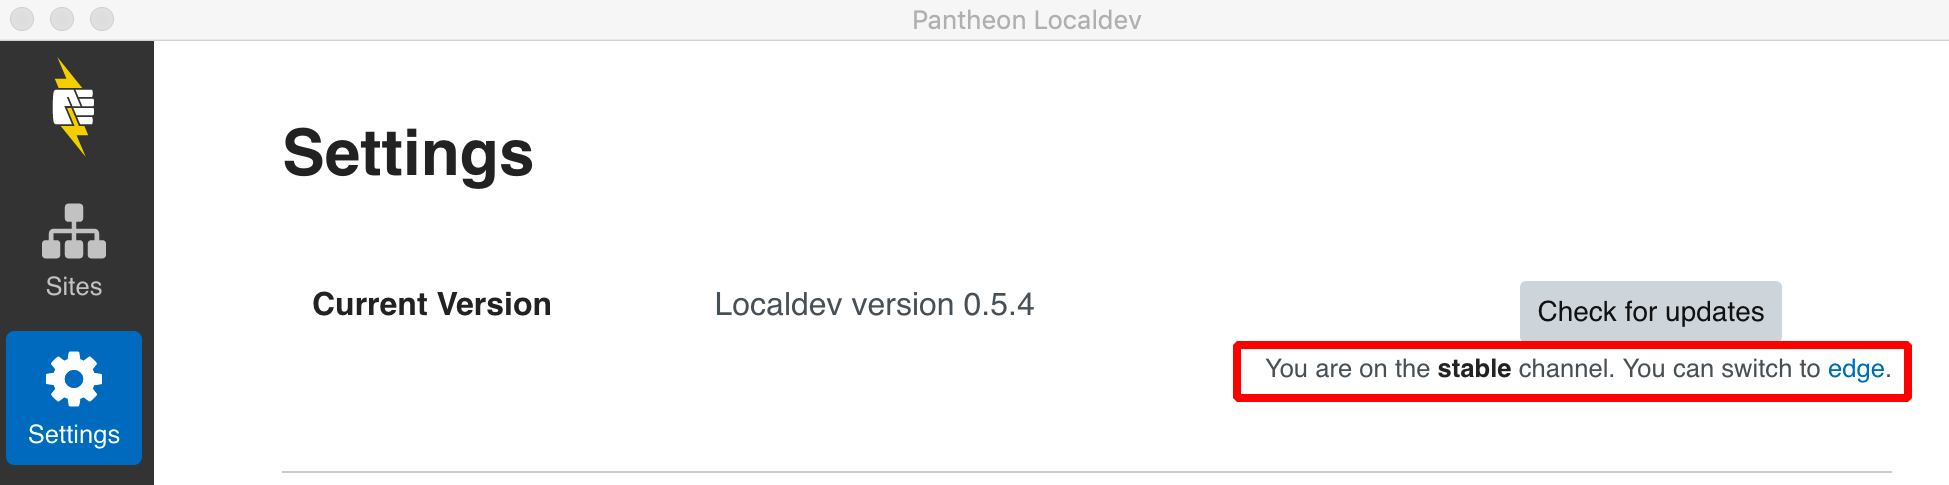 Pantheon Localdev
Settings
Sites
Current Version
Localdev version 0.5.4
Check for updates
You are on the stable channel. You can switch to edge.
Settings